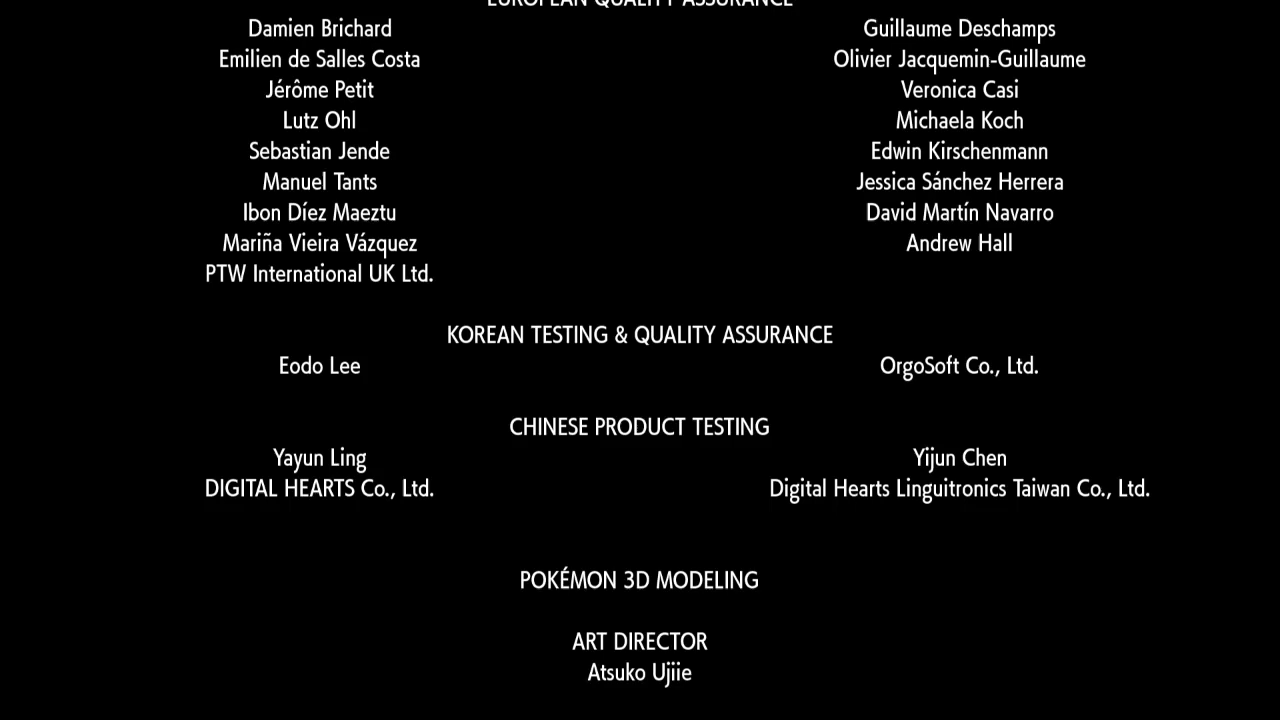 EUROPEAN QUALITY ASSURANCE
Damien Brichard Guillaume Deschamps
Emilien de Salles Costa Olivier Jacquemin-Guillaume
Jérôme Petit Veronica Casi
Lutz Ohl Michaela Koch
Sebastian Jende Edwin Kirschenmann
Manuel Tants Jessica Sánchez Herrera
Ibon Díez Maeztu David Martín Navarro
Mariña Vieira Vázquez Andrew Hall
PTW International UK Ltd.
KOREAN TESTING & QUALITY ASSURANCE
Eodo Lee OrgoSoft Co., Ltd.
CHINESE PRODUCT TESTING
Yayun Ling Yijun Chen
DIGITAL HEARTS Co., Ltd. Digital Hearts Linguitronics Taiwan Co., Ltd.
POKÉMON 3D MODELING
ART DIRECTOR
Atsuko Ujiie